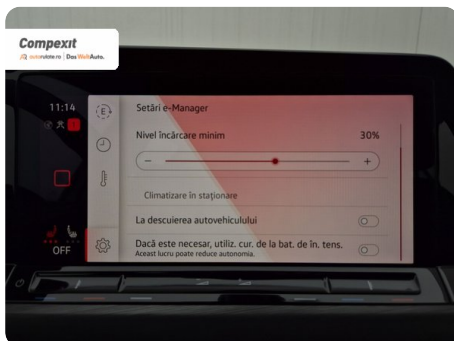 Compexit
autorulate.ro | Das WeltAuto.
11:14
Setări e-Manager
Nivel încărcare minim 30%
Climatizare în staționare
La descuierea autovehiculului
Dacă este necesar, utiliz. cur. de la bat. de în. tens.
Aceast lucru poate reduce autonomia.
OFF